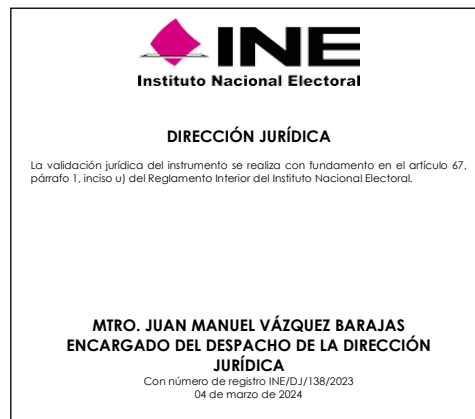 INE
Instituto Nacional Electoral
DIRECCIÓN JURÍDICA
La validación jurídica del instrumento se realiza con fundamento en el artículo 67,
párrafo 1, inciso u) del Reglamento Interior del Instituto Nacional Electoral.
MTRO. JUAN MANUEL VÁZQUEZ BARAJAS
ENCARGADO DEL DESPACHO DE LA DIRECCIÓN
JURÍDICA
Con número de registro INE/DJ/138/2023
04 de marzo de 2024